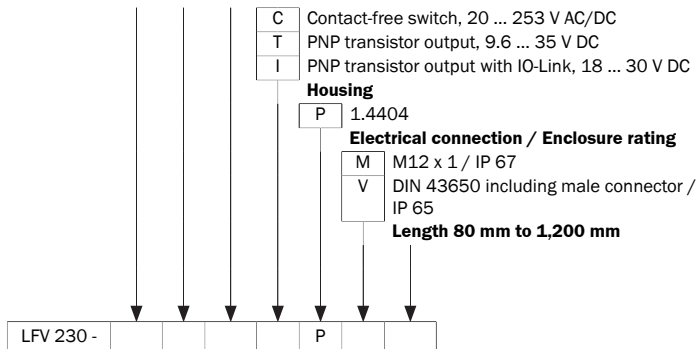 C Contact-free switch, 20 ... 253 V AC/DC
T PNP transistor output, 9.6 ... 35 V DC
I PNP transistor output with IO-Link, 18 ... 30 V DC
Housing
P 1.4404
Electrical connection / Enclosure rating
M M12 x 1 / IP 67
V DIN 43650 including male connector /
IP 65
Length 80 mm to 1,200 mm
LFV 230 - P